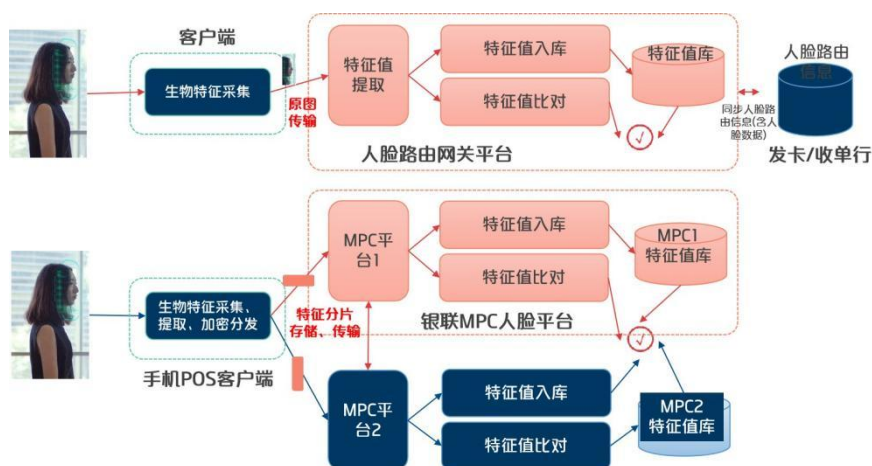 客户端
生物特征采集
原图
传输
特征值
提取
特征值入库
特征值比对
特征值库
人脸路由网关平台
同步人脸路
由信息(含人
脸数据)
人脸路由
信息
发卡/收单行
生物特征采集、
提取、加密分发
手机POS客户端
特征分片
存储、传输
MPC平
台1
特征值入库
特征值比对
MPC1
特征值库
银联MPC人脸平台
MPC平
台2
特征值入库
特征值比对
MPC2
特征值库